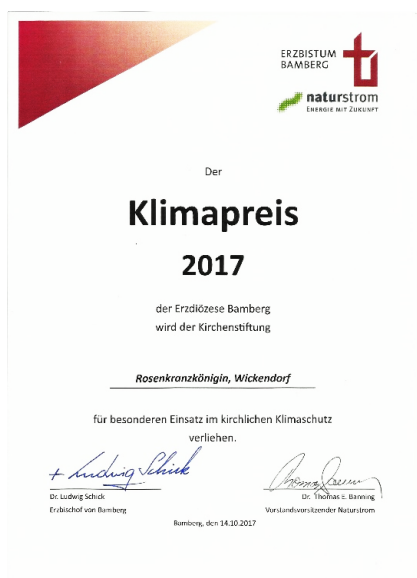 ERZBISTUM
BAMBERG
naturstrom
ENERGIE MIT ZUKUNFT
Der
Klimapreis
2017
der Erzdiözese Bamberg
wird der Kirchenstiftung
Rosenkranzkönigin, Wickendorf
für besonderen Einsatz im kirchlichen Klimaschutz
verliehen.
+ Ludwig Schick
Dr. Ludwig Schick
Erzbischof von Bamberg
Dr. Thomas E. Banning
Vorstandsvorsitzender Naturstrom
Bamberg, den 14.10.2017